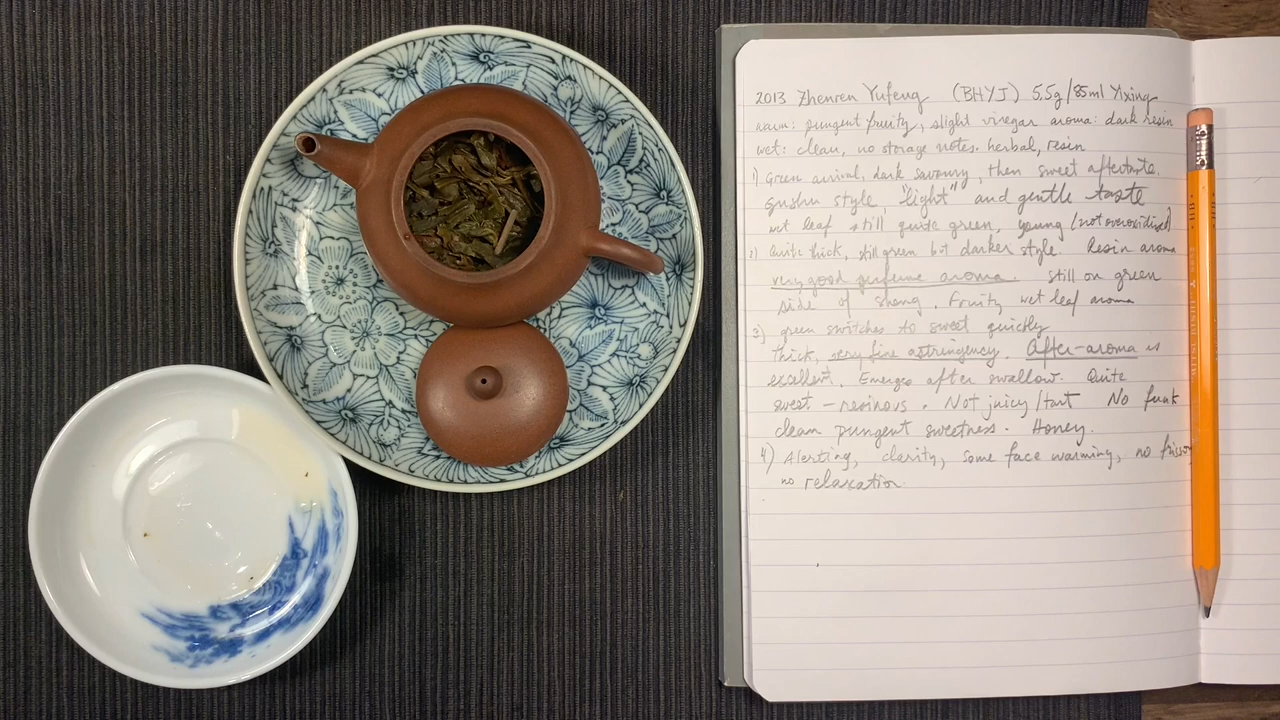 2013 Zhenren Yufeng (BHYJ) 5.5g/85ml Yixing
warm: pungent fruity, slight vinegar aroma: dark resin
wet: clean, no storage notes. herbal, resin
1) Green arrival, dark savoury, then sweet aftertaste.
gushu style, "light" and gentle taste
wet leaf still quite green, young (not overoxidised)
2) Quite thick, still green but darker style. Resin aroma
very good perfume aroma. still on green
side of sheng. Fruity wet leaf aroma
3) green switches to sweet quickly
thick, very fine astringency. After-aroma is
excellent. Emerges after swallow. Quite
sweet – resinous. Not juicy/tart No funk
clean pungent sweetness. Honey.
4) Alerting, clarity, some face warming, no
no relaxation
HB